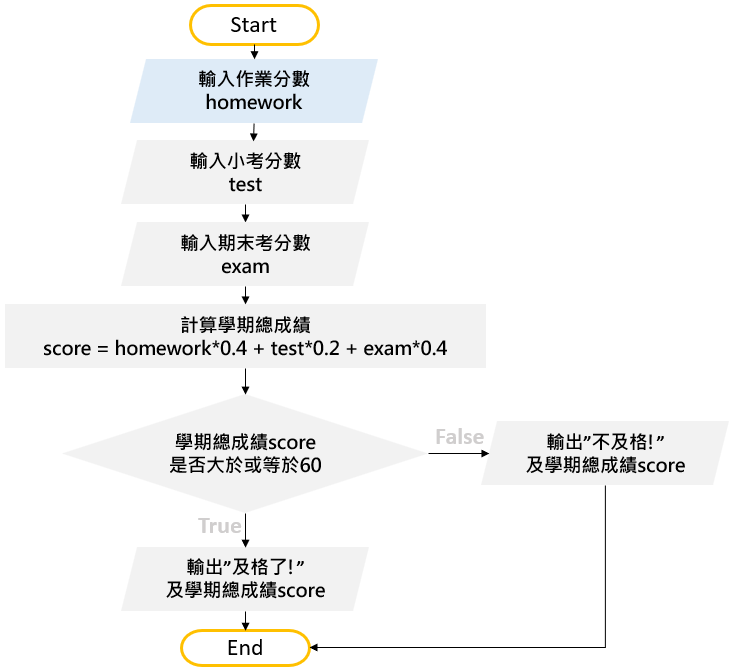 Start
輸入作業分數
homework
輸入小考分數
test
輸入期末考分數
exam
計算學期總成績
score = homework*0.4 + test*0.2 + exam*0.4
學期總成績score
是否大於或等於60
False
輸出”不及格!”
及學期總成績score
True
輸出”及格了!”
及學期總成績score
End